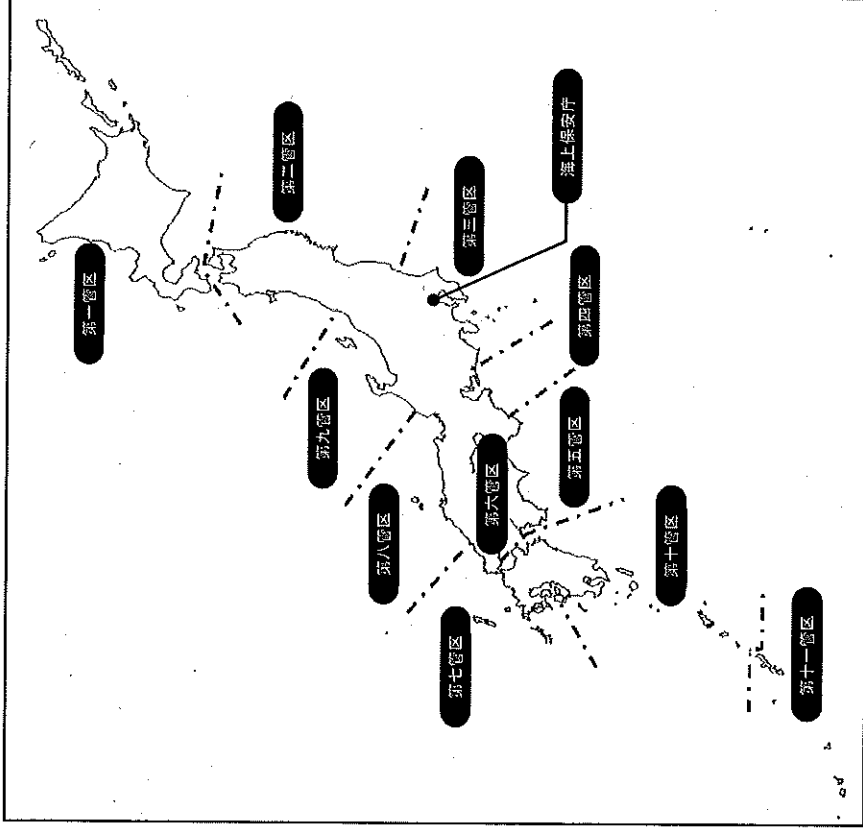 第一管区
第二管区
第三管区
海上保安庁
第四管区
第五管区
第六管区
第七管区
第八管区
第九管区
第十管区
第十一管区